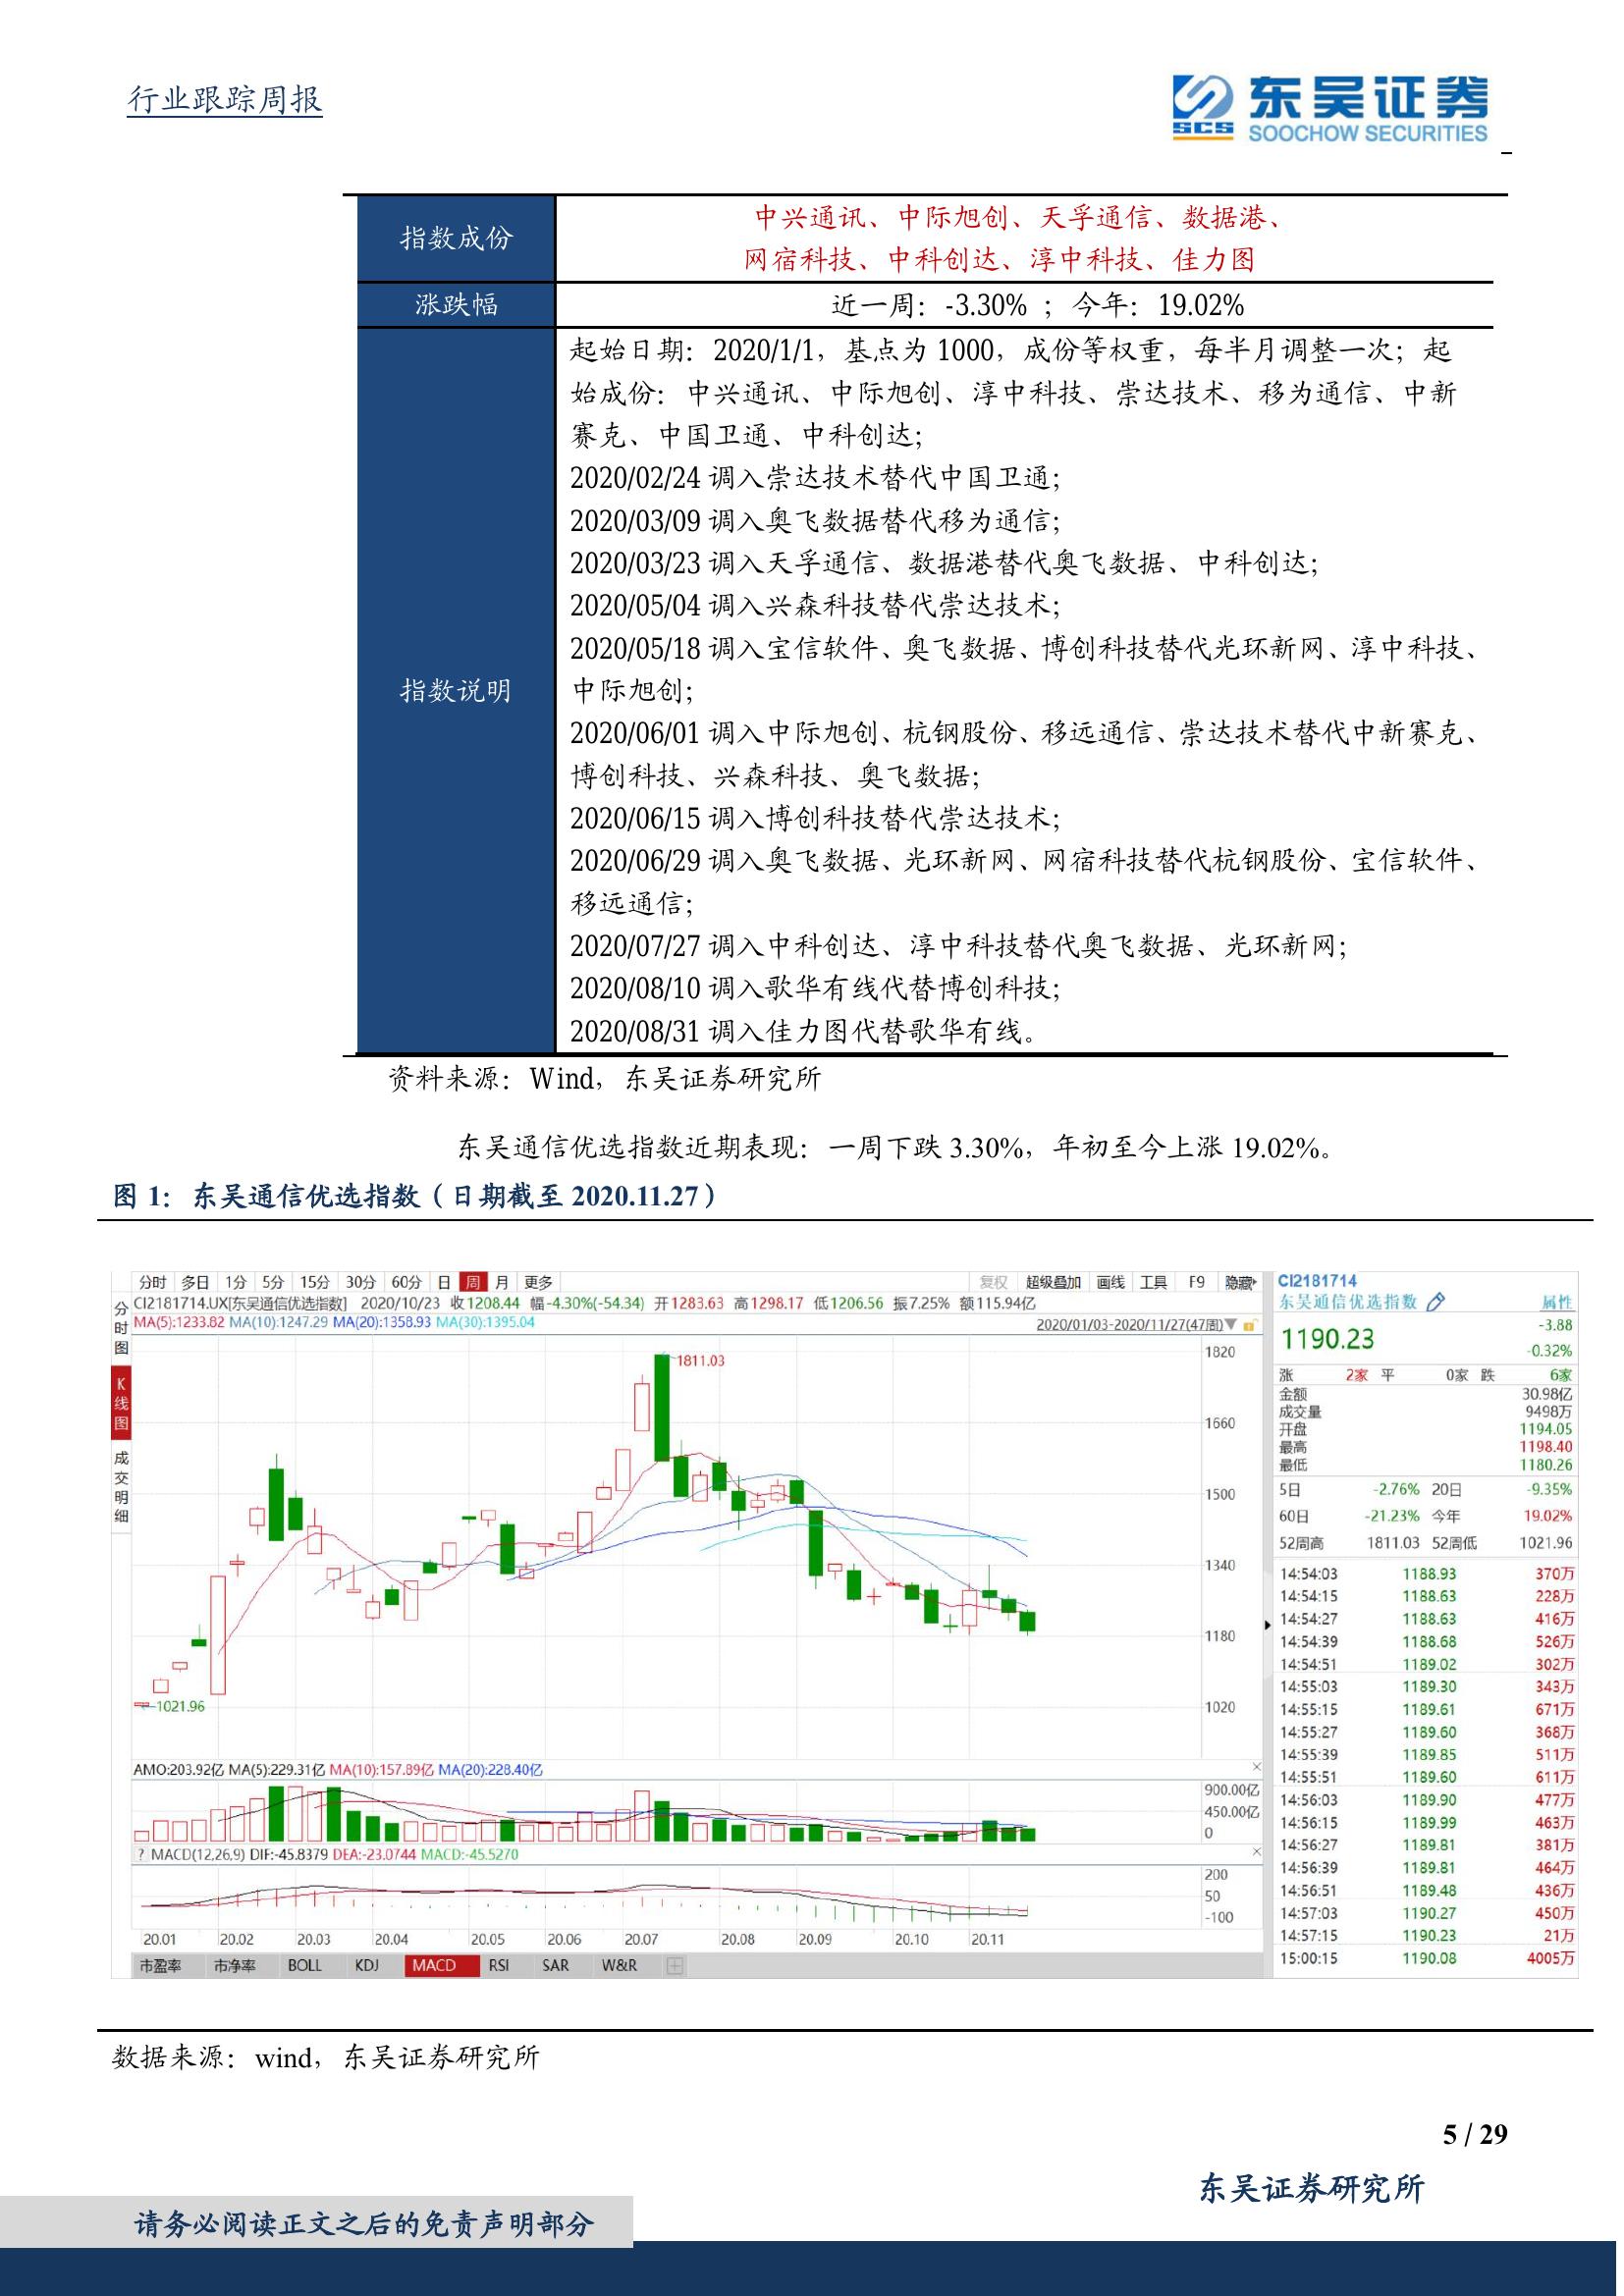 行业跟踪周报
东吴证券
SCS
SOOCHOW SECURITIES
指数成份
中兴通讯、中际旭创、天孚通信、数据港、
网宿科技、中科创达、淳中科技、佳力图
涨跌幅
近一周：-3.30% ；今年：19.02%
指数说明
起始日期：2020/1/1，基点为 1000，成份等权重，每半月调整一次；起
始成份：中兴通讯、中际旭创、淳中科技、崇达技术、移为通信、中新
赛克、中国卫通、中科创达；
2020/02/24 调入崇达技术替代中国卫通；
2020/03/09 调入奥飞数据替代移为通信；
2020/03/23 调入天孚通信、数据港替代奥飞数据、中科创达；
2020/05/04 调入兴森科技替代崇达技术；
2020/05/18 调入宝信软件、奥飞数据、博创科技替代光环新网、淳中科技、
中际旭创；
2020/06/01 调入中际旭创、杭钢股份、移远通信、崇达技术替代中新赛克、
博创科技、兴森科技、奥飞数据；
2020/06/15 调入博创科技替代崇达技术；
2020/06/29 调入奥飞数据、光环新网、网宿科技替代杭钢股份、宝信软件、
移远通信；
2020/07/27 调入中科创达、淳中科技替代奥飞数据、光环新网；
2020/08/10 调入歌华有线代替博创科技；
2020/08/31 调入佳力图代替歌华有线。
资料来源：Wind，东吴证券研究所
东吴通信优选指数近期表现：一周下跌 3.30%，年初至今上涨 19.02%。
图 1：东吴通信优选指数（日期截至 2020.11.27）
分时 多日 1分 5分 15分 30分 60分 日 周 月 更多 复权 超级叠加 画线 工具 F9 隐藏
CI2181714.UX[东吴通信优选指数] 2020/10/23 收1208.44 幅-4.30%(-54.34) 开1283.63 高1298.17 低1206.56 振7.25% 额115.94亿
MA(5):1233.82 MA(10):1247.29 MA(20):1358.93 MA(30):1395.04
2020/01/03-2020/11/27(47周)
分时图
K线图
成交明细
1811.03
1021.96
1820
1660
1500
1340
1180
1020
AMO:203.92亿 MA(5):229.31亿 MA(10):157.89亿 MA(20):228.40亿
900.00亿
450.00亿
0
? MACD(12,26,9) DIF:-45.8379 DEA:-23.0744 MACD:-45.5270
200
50
-100
20.01 20.02 20.03 20.04 20.05 20.06 20.07 20.08 20.09 20.10 20.11
市盈率 市净率 BOLL KDJ MACD RSI SAR W&R
CI2181714
东吴通信优选指数 属性
1190.23
-3.88
-0.32%
涨 2家 平 0家 跌 6家
金额 30.98亿
成交量 9498万
开盘 1194.05
最高 1198.40
最低 1180.26
5日 -2.76% 20日 -9.35%
60日 -21.23% 今年 19.02%
52周高 1811.03 52周低 1021.96
14:54:03 1188.93 370万
14:54:15 1188.63 228万
14:54:27 1188.63 416万
14:54:39 1188.68 526万
14:54:51 1189.02 302万
14:55:03 1189.30 343万
14:55:15 1189.61 671万
14:55:27 1189.60 368万
14:55:39 1189.85 511万
14:55:51 1189.60 611万
14:56:03 1189.90 477万
14:56:15 1189.99 463万
14:56:27 1189.81 381万
14:56:39 1189.81 464万
14:56:51 1189.48 436万
14:57:03 1190.27 450万
14:57:15 1190.23 21万
15:00:15 1190.08 4005万
数据来源：wind，东吴证券研究所
5 / 29
东吴证券研究所
请务必阅读正文之后的免责声明部分